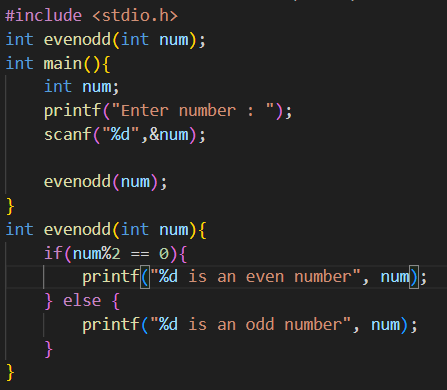 #include <stdio.h>
int evenodd(int num);
int main(){
    int num;
    printf("Enter number : ");
    scanf("%d",&num);

    evenodd(num);
}
int evenodd(int num){
    if(num%2 == 0){
        printf("%d is an even number", num);
    } else {
        printf("%d is an odd number", num);
    }
}